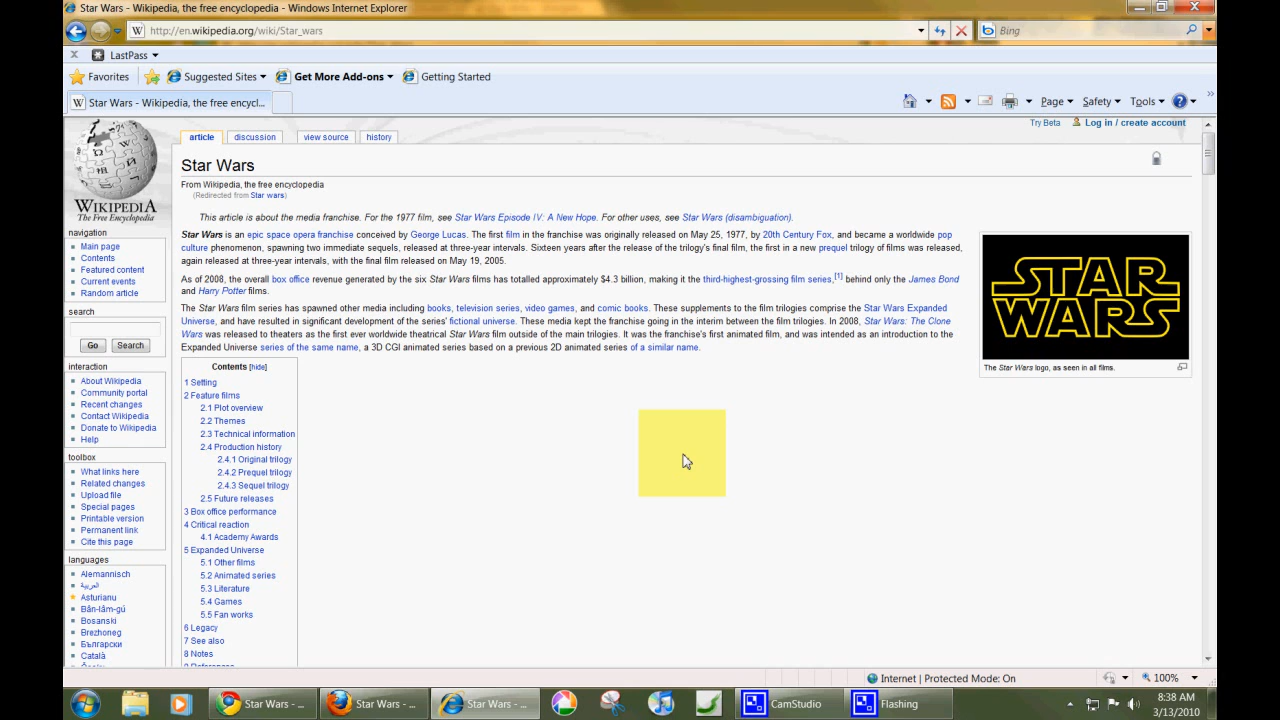 Star Wars - Wikipedia, the free encyclopedia - Windows Internet Explorer
http://en.wikipedia.org/wiki/Star_wars
Bing
x LastPass
Favorites Suggested Sites Get More Add-ons Getting Started
W Star Wars - Wikipedia, the free encycl...
Page Safety Tools
Try Beta Log in / create account
article discussion view source history
Star Wars
From Wikipedia, the free encyclopedia
(Redirected from Star wars)
This article is about the media franchise. For the 1977 film, see Star Wars Episode IV: A New Hope. For other uses, see Star Wars (disambiguation).
Star Wars is an epic space opera franchise conceived by George Lucas. The first film in the franchise was originally released on May 25, 1977, by 20th Century Fox, and became a worldwide pop
culture phenomenon, spawning two immediate sequels, released at three-year intervals. Sixteen years after the release of the trilogy's final film, the first in a new prequel trilogy of films was released,
again released at three-year intervals, with the final film released on May 19, 2005.
As of 2008, the overall box office revenue generated by the six Star Wars films has totalled approximately $4.3 billion, making it the third-highest-grossing film series,[1] behind only the James Bond
and Harry Potter films.
The Star Wars film series has spawned other media including books, television series, video games, and comic books. These supplements to the film trilogies comprise the Star Wars Expanded
Universe, and have resulted in significant development of the series' fictional universe. These media kept the franchise going in the interim between the film trilogies. In 2008, Star Wars: The Clone
Wars was released to theaters as the first ever worldwide theatrical Star Wars film outside of the main trilogies. It was the franchise's first animated film, and was intended as an introduction to the
Expanded Universe series of the same name, a 3D CGI animated series based on a previous 2D animated series of a similar name.
STAR
WARS
The Star Wars logo, as seen in all films.
Contents [hide]
1 Setting
2 Feature films
2.1 Plot overview
2.2 Themes
2.3 Technical information
2.4 Production history
2.4.1 Original trilogy
2.4.2 Prequel trilogy
2.4.3 Sequel trilogy
2.5 Future releases
3 Box office performance
4 Critical reaction
4.1 Academy Awards
5 Expanded Universe
5.1 Other films
5.2 Animated series
5.3 Literature
5.4 Games
5.5 Fan works
6 Legacy
7 See also
8 Notes
9 References
WIKIPEDIA
The Free Encyclopedia
navigation
Main page
Contents
Featured content
Current events
Random article
search
Go Search
interaction
About Wikipedia
Community portal
Recent changes
Contact Wikipedia
Donate to Wikipedia
Help
toolbox
What links here
Related changes
Upload file
Special pages
Printable version
Permanent link
Cite this page
languages
Alemannisch
العربية
Asturianu
Bân-lâm-gú
Bosanski
Brezhoneg
Български
Català
Internet | Protected Mode: On
100%
Star Wars - ... Star Wars - ... Star Wars - ... CamStudio Flashing
8:38 AM
3/13/2010